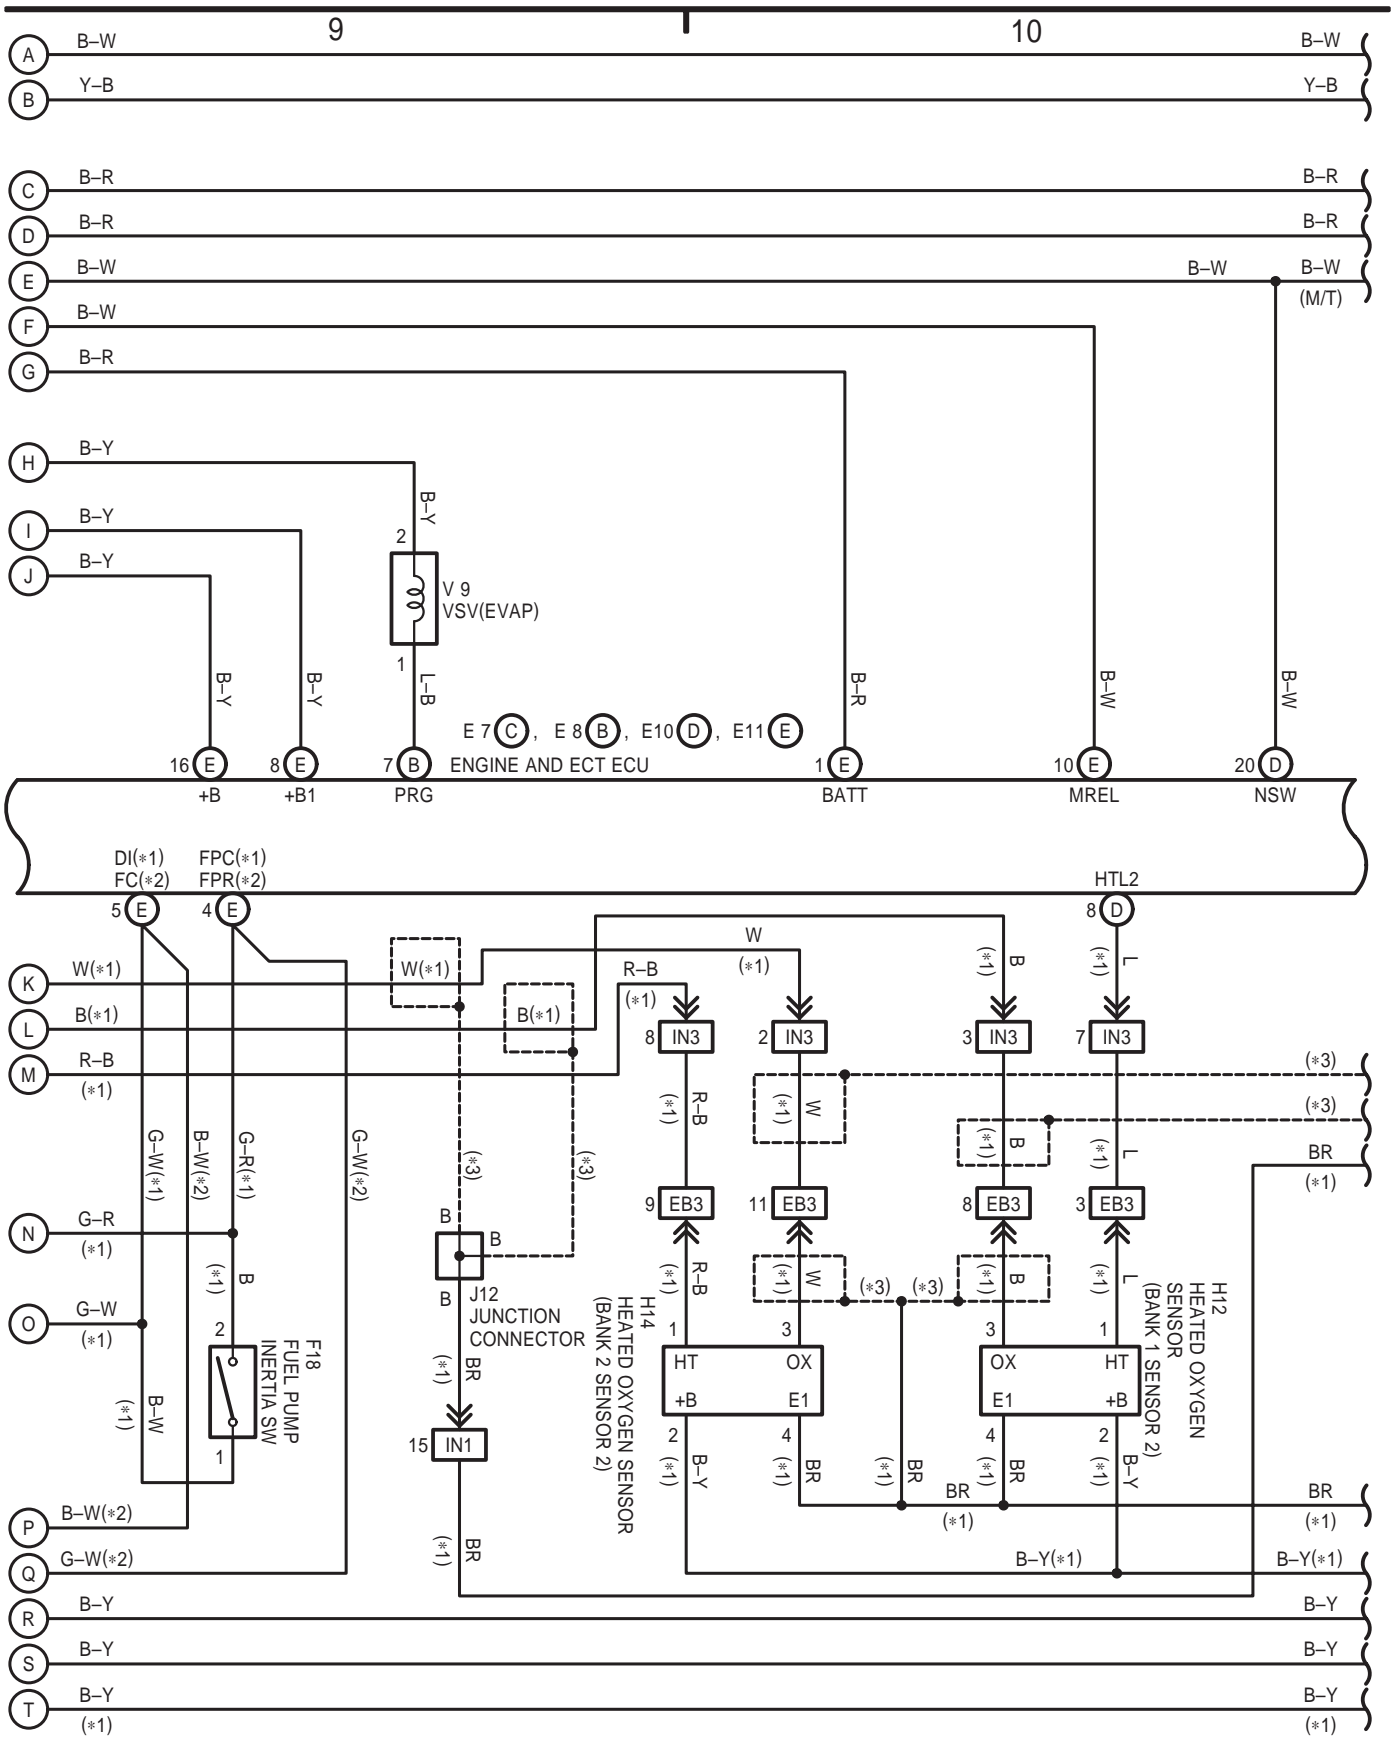 9
10
A
B–W
B–W
B
Y–B
Y–B
C
B–R
B–R
D
B–R
B–R
E
B–W
B–W
B–W
(M/T)
F
B–W
G
B–R
H
B–Y
I
B–Y
J
B–Y
B–Y
2
V 9
VSV(EVAP)
1
B–Y
B–Y
L–B
B–R
B–W
B–W
E 7 C , E 8 B , E10 D , E11 E
ENGINE AND ECT ECU
16 E
8 E
7 B
1 E
10 E
20 D
+B
+B1
PRG
BATT
MREL
NSW
DI(*1)
FC(*2)
FPC(*1)
FPR(*2)
HTL2
5 E
4 E
8 D
K
W(*1)
W(*1)
W
(*1)
R–B
(*1)
B
(*1)
L
(*1)
L
B(*1)
B(*1)
M
R–B
(*1)
8 IN3
2 IN3
3 IN3
7 IN3
(*3)
(*3)
BR
(*1)
G–W(*1)
B–W(*2)
G–R(*1)
G–W(*2)
(*3)
(*3)
R–B
(*1)
W
(*1)
B
(*1)
L
(*1)
9 EB3
11 EB3
8 EB3
3 EB3
N
G–R
(*1)
B
(*1)
B
B
B
J12
JUNCTION
CONNECTOR
R–B
(*1)
W
(*1)
(*3)
(*3)
B
(*1)
L
(*1)
O
G–W
(*1)
2
F18
FUEL PUMP
INERTIA SW
1
B–W
(*1)
BR
(*1)
15 IN1
BR
(*1)
H14
HEATED OXYGEN SENSOR
(BANK 2 SENSOR 2)
1
3
HT
OX
+B
E1
2
4
B–Y
(*1)
BR
(*1)
BR
(*1)
H12
HEATED OXYGEN
SENSOR
(BANK 1 SENSOR 2)
3
1
OX
HT
E1
+B
4
2
BR
(*1)
B–Y
(*1)
BR
(*1)
BR
(*1)
P
B–W(*2)
Q
G–W(*2)
B–Y(*1)
B–Y(*1)
R
B–Y
B–Y
S
B–Y
B–Y
T
B–Y
(*1)
B–Y
(*1)